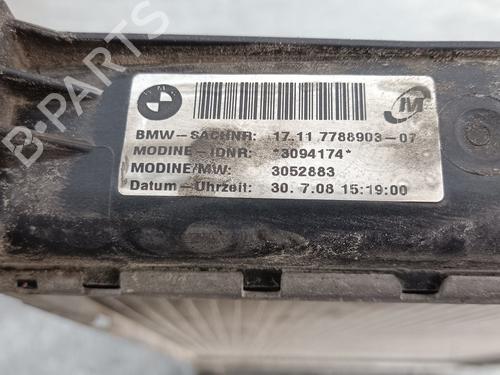 B-PARTS
BMW
BMW-SACHNR: 17.11 7788903-07
MODINE-IDNR: *3094174*
MODINE/MW: 3052883
Datum-Uhrzeit: 30. 7.08 15:19:00